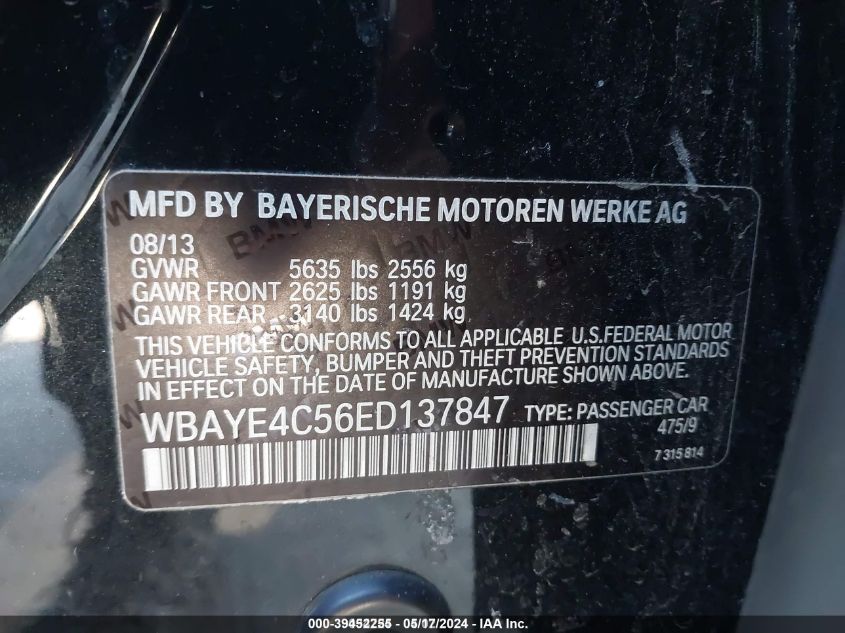 MFD BY BAYERISCHE MOTOREN WERKE AG
08/13
GVWR 5635 lbs 2556 kg
GAWR FRONT 2625 lbs 1191 kg
GAWR REAR 3140 lbs 1424 kg
THIS VEHICLE CONFORMS TO ALL APPLICABLE U.S.FEDERAL MOTOR
VEHICLE SAFETY, BUMPER AND THEFT PREVENTION STANDARDS
IN EFFECT ON THE DATE OF MANUFACTURE SHOWN ABOVE.
WBAYE4C56ED137847 TYPE: PASSENGER CAR
475/9
7 315 814
000-39452255 - 05/17/2024 - IAAI.com